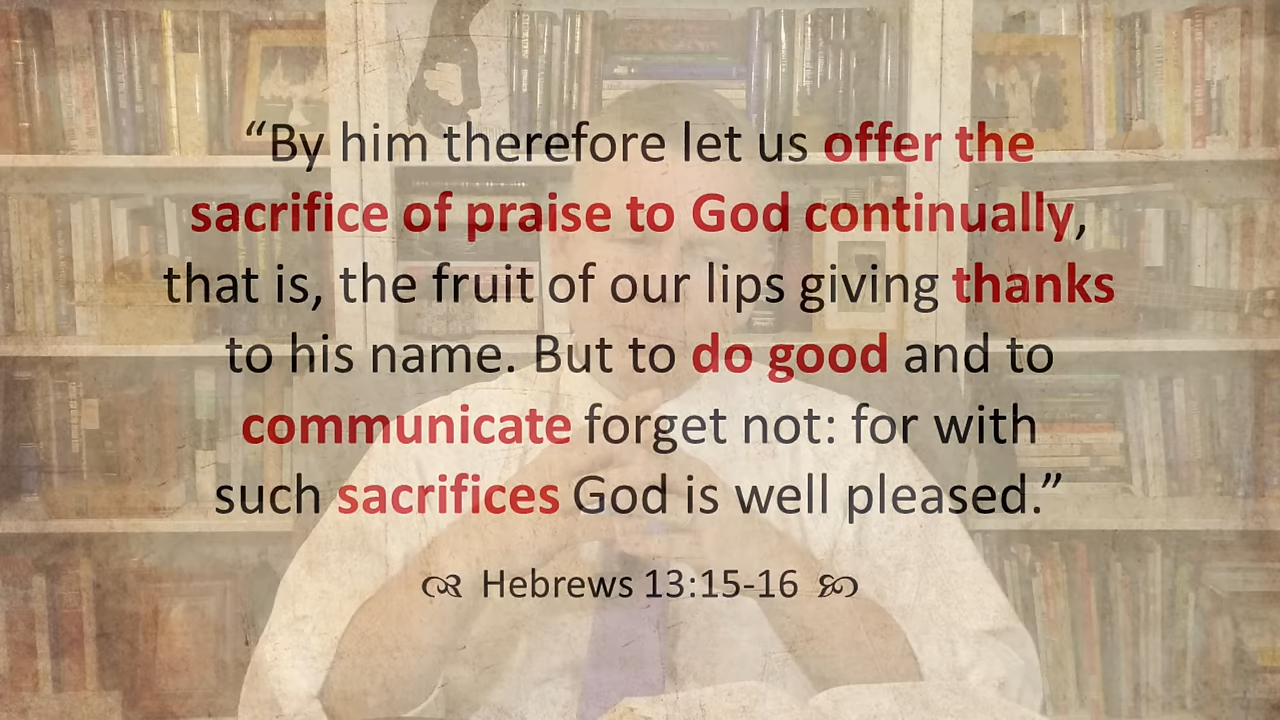 “By him therefore let us offer the
sacrifice of praise to God continually,
that is, the fruit of our lips giving thanks
to his name. But to do good and to
communicate forget not: for with
such sacrifices God is well pleased.”
Hebrews 13:15-16